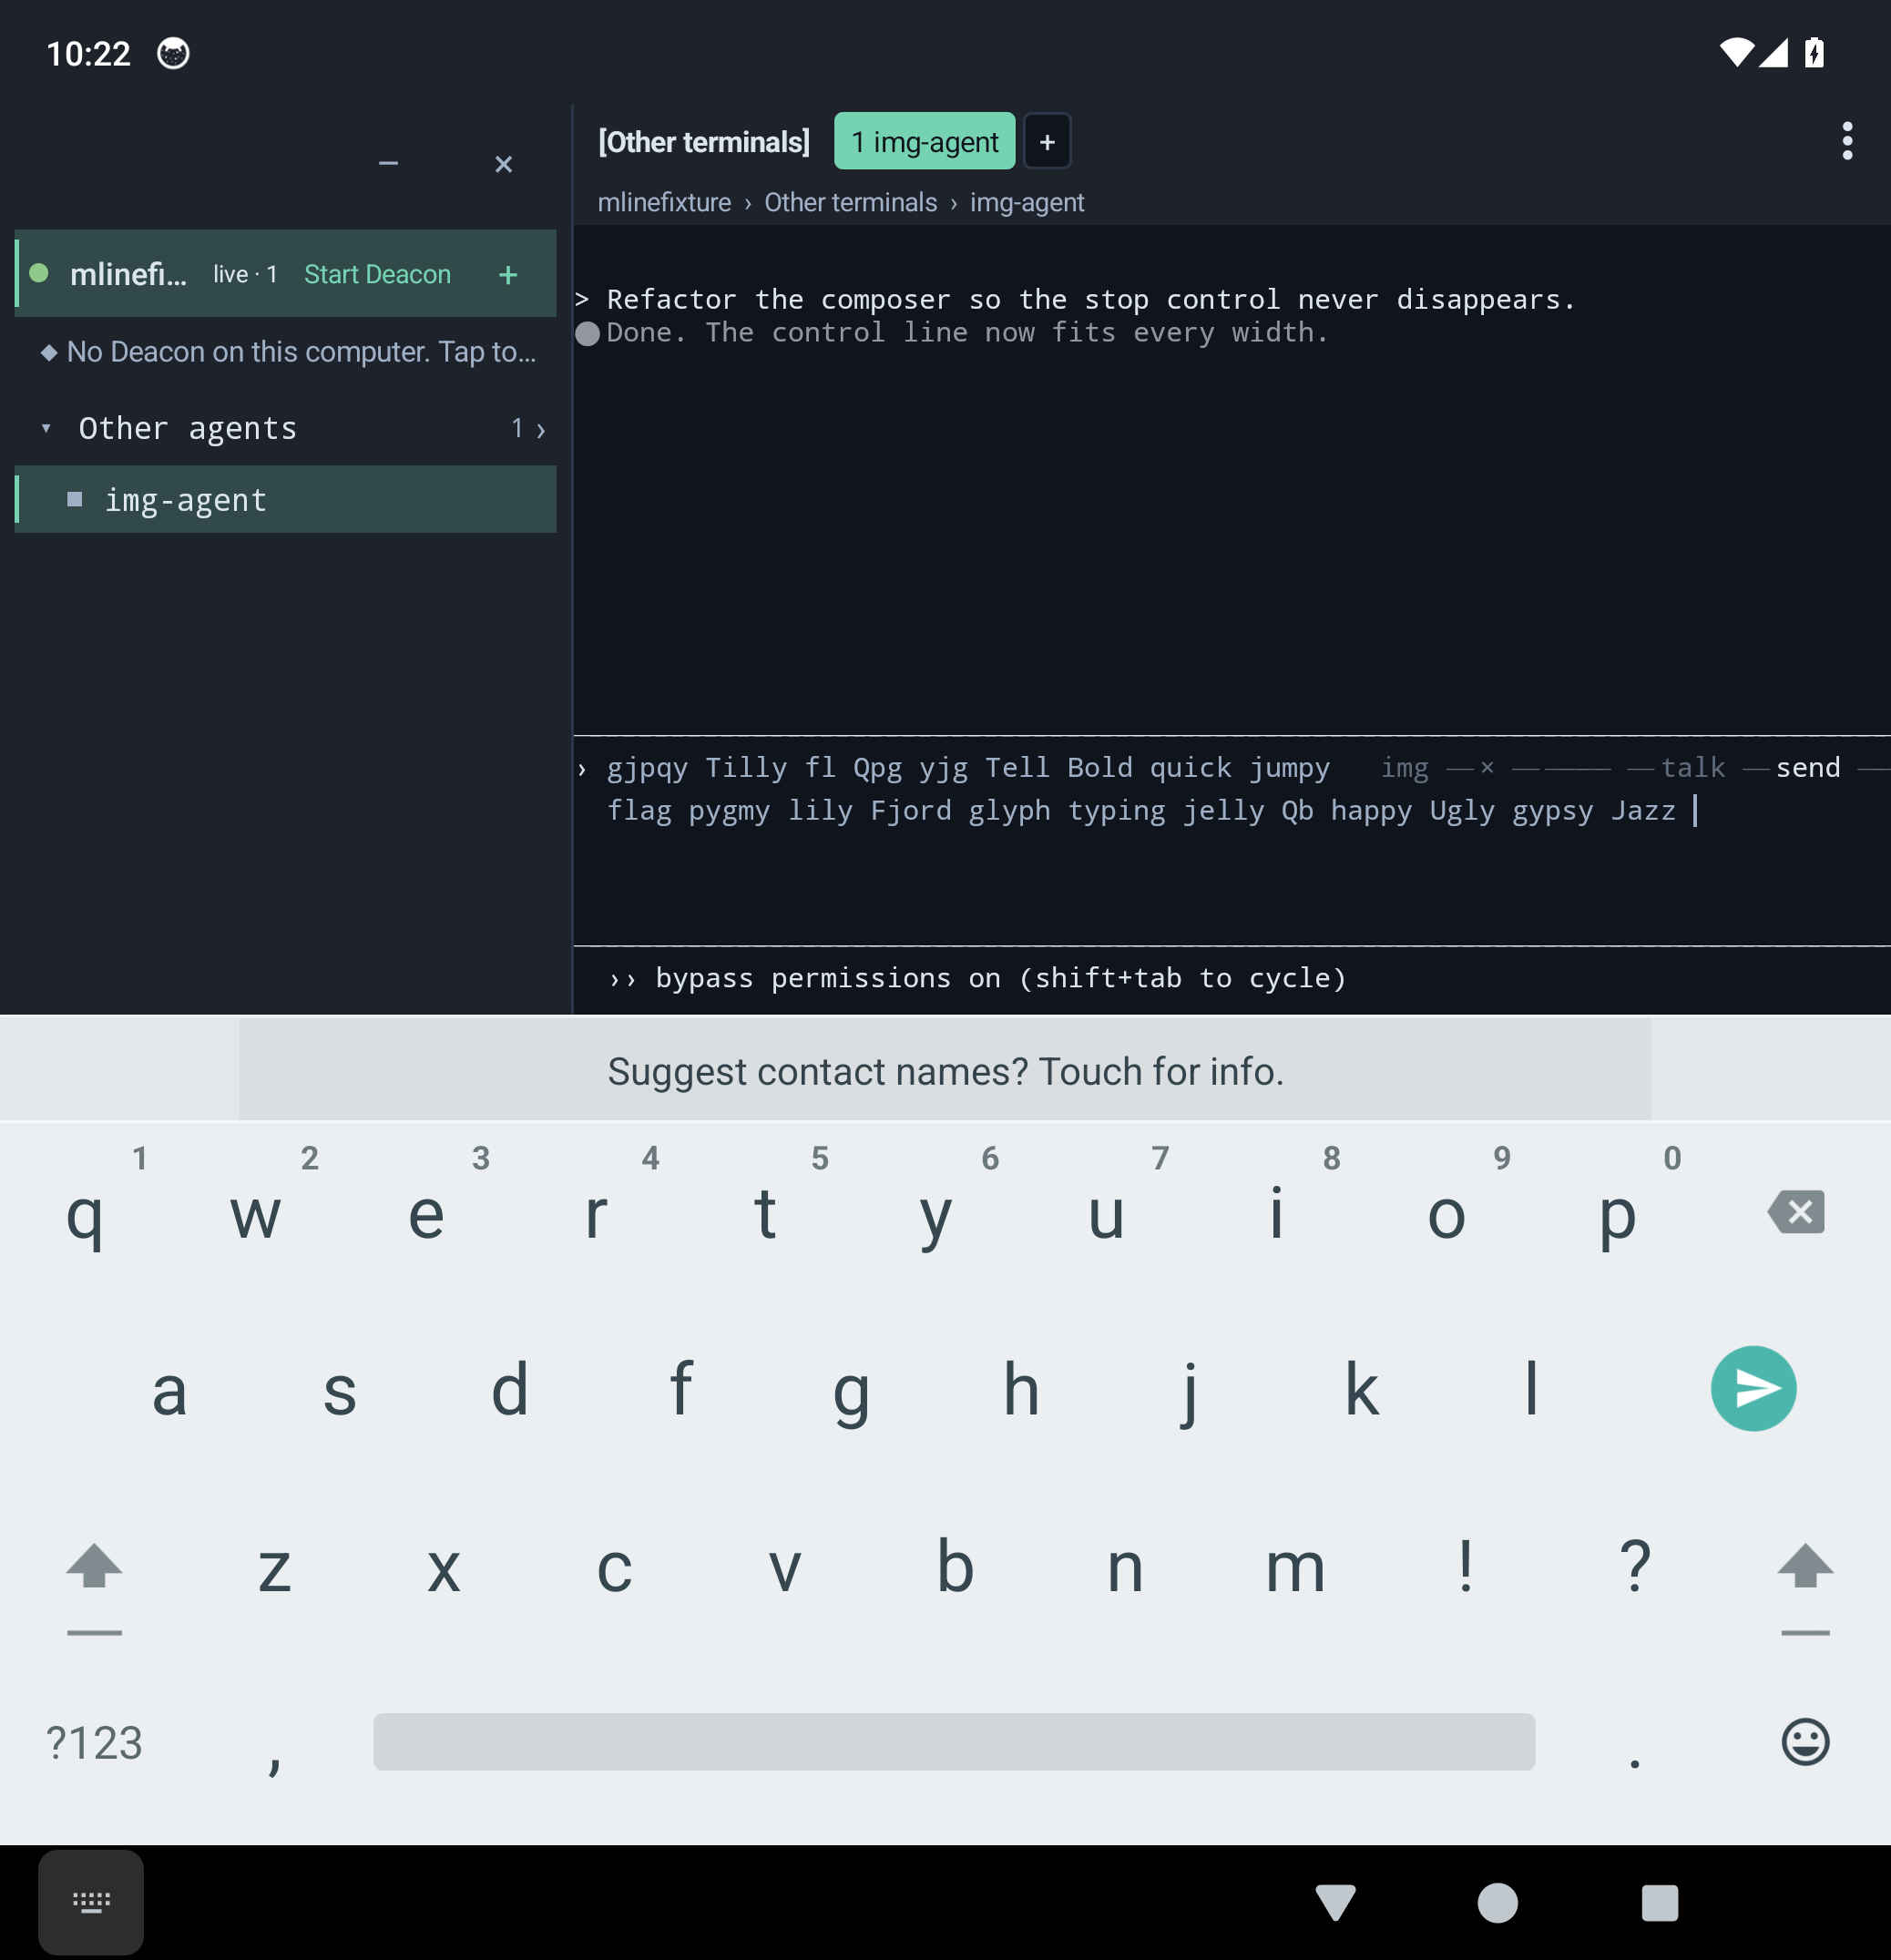 10:22
− ×
mlinefi... live · 1 Start Deacon +
◆ No Deacon on this computer. Tap to...
▾ Other agents 1 ›
img-agent
[Other terminals] 1 img-agent +
mlinefixture › Other terminals › img-agent
> Refactor the composer so the stop control never disappears.
● Done. The control line now fits every width.
› gjpqy Tilly fl Qpg yjg Tell Bold quick jumpy img —× ———— —talk —send —
flag pygmy lily Fjord glyph typing jelly Qb happy Ugly gypsy Jazz
›› bypass permissions on (shift+tab to cycle)
Suggest contact names? Touch for info.
1 2 3 4 5 6 7 8 9 0
q w e r t y u i o p
a s d f g h j k l
z x c v b n m ! ?
?123 , .